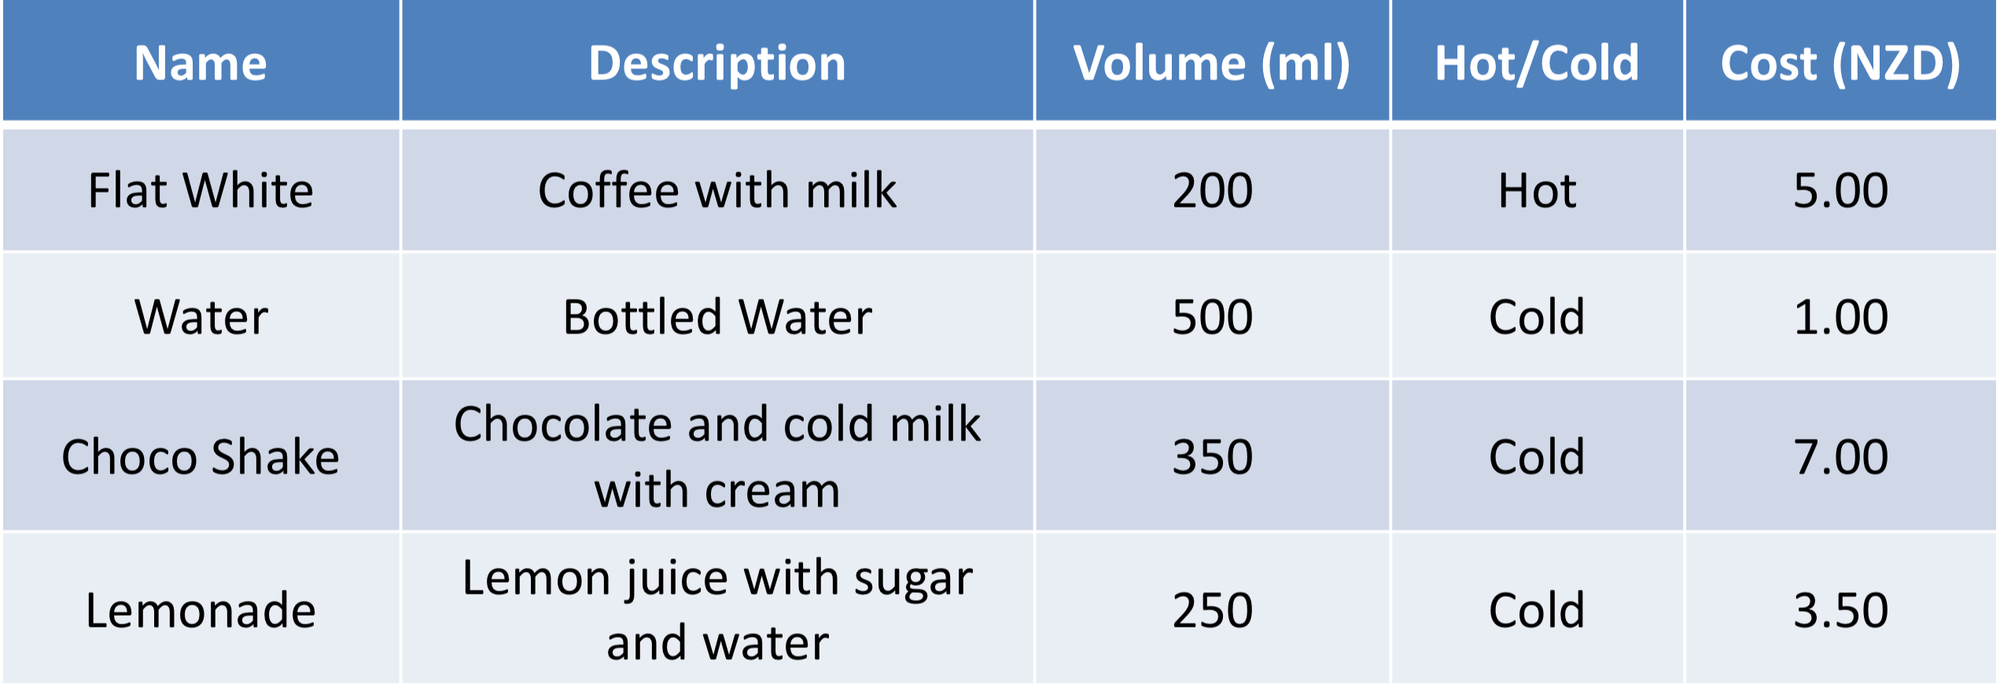 Name Description Volume (ml) Hot/Cold Cost (NZD)
Flat White Coffee with milk 200 Hot 5.00
Water Bottled Water 500 Cold 1.00
Choco Shake Chocolate and cold milk
with cream 350 Cold 7.00
Lemonade Lemon juice with sugar
and water 250 Cold 3.50